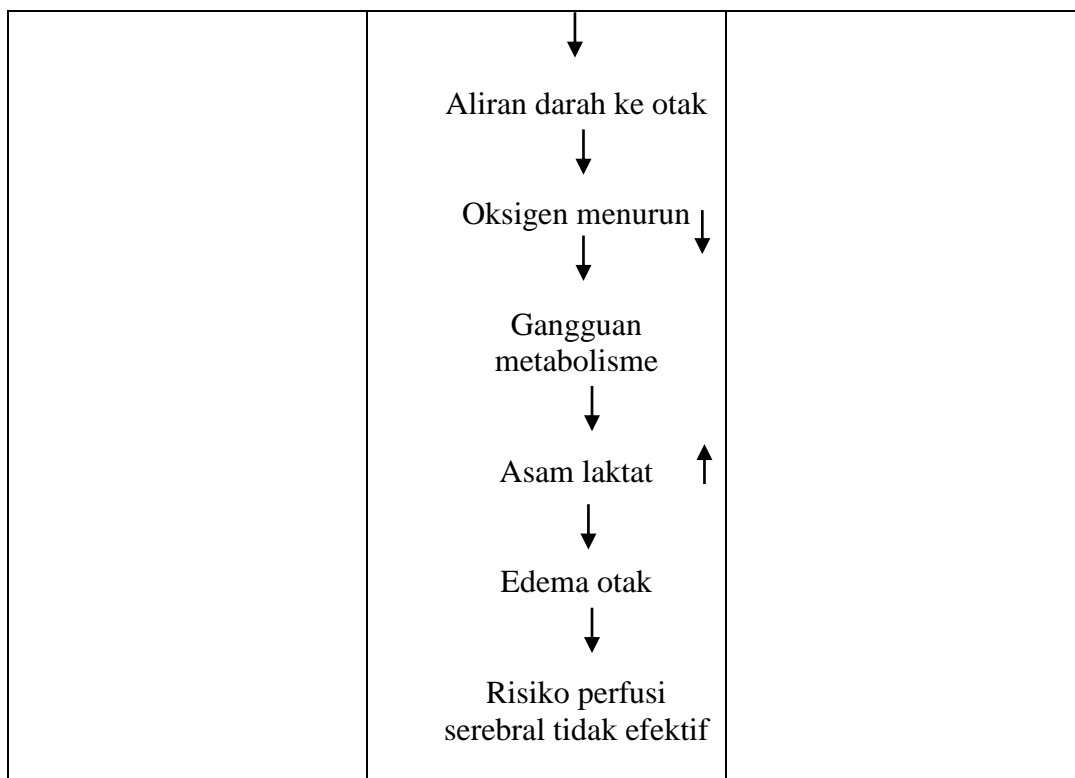 Aliran darah ke otak
Oksigen menurun
Gangguan
metabolisme
Asam laktat
Edema otak
Risiko perfusi
serebral tidak efektif